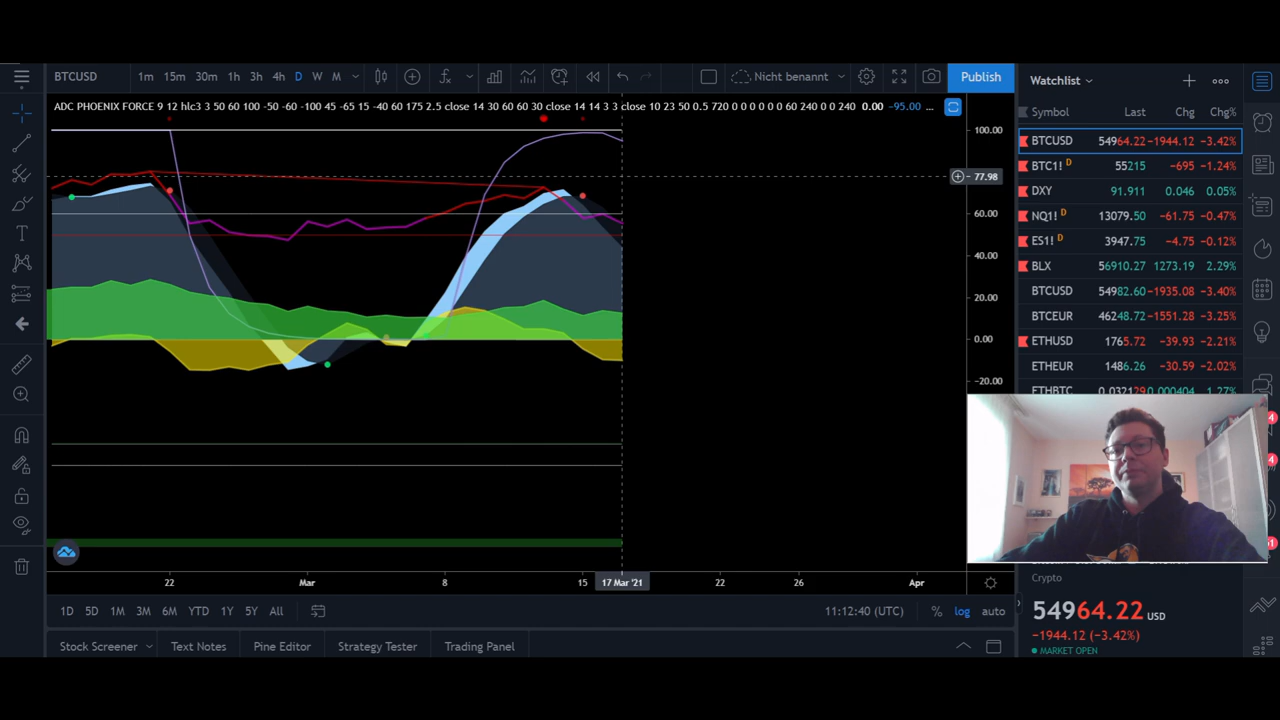 BTCUSD 1m 15m 30m 1h 3h 4h D W M Nicht benannt Publish
Watchlist
ADC PHOENIX FORCE 9 12 hlc3 3 50 60 100 -50 -60 -100 45 -65 15 -40 60 175 2.5 close 14 30 60 60 30 close 14 14 3 3 close 10 23 50 0.5 720 0 0 0 0 0 60 240 0 0 240 0.00 −95.00 ...
Symbol Last Chg Chg%
BTCUSD 54964.22 −1944.12 −3.42%
BTC1! D 55215 −695 −1.24%
DXY 91.911 0.046 0.05%
NQ1! D 13079.50 −61.75 −0.47%
ES1! D 3947.75 −4.75 −0.12%
BLX 56910.27 1273.19 2.29%
BTCUSD 54982.60 −1935.08 −3.40%
BTCEUR 46248.72 −1551.28 −3.25%
ETHUSD 1765.72 −39.93 −2.21%
ETHEUR 1486.26 −30.59 −2.02%
ETHBTC 0.032129 0.000404 1.27%
100.00
77.98
60.00
40.00
20.00
0.00
−20.00
22 Mar 8 15 17 Mar '21 22 26 Apr
Crypto
54964.22 USD
−1944.12 (−3.42%)
MARKET OPEN
1D 5D 1M 3M 6M YTD 1Y 5Y All 11:12:40 (UTC) % log auto
Stock Screener Text Notes Pine Editor Strategy Tester Trading Panel